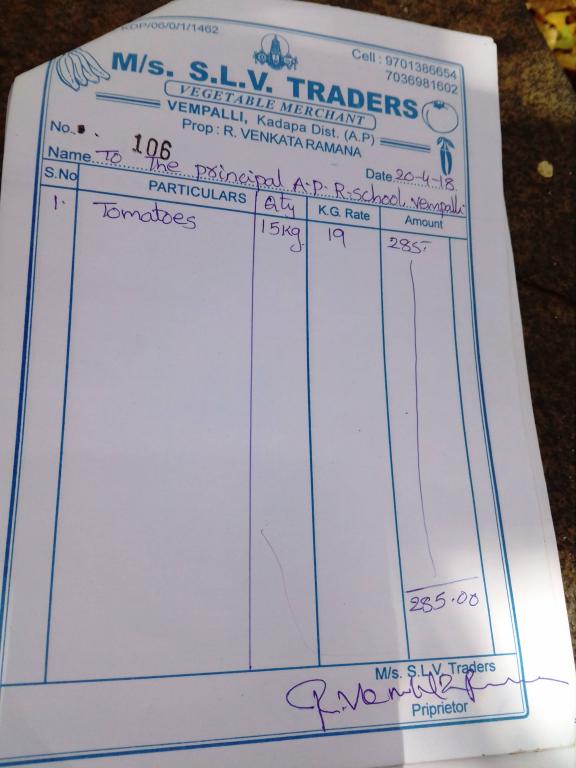 KDP/06/0/1/1462
Cell : 9701386654
7036981602
M/s. S.L.V. TRADERS
VEGETABLE MERCHANT
VEMPALLI, Kadapa Dist. (A.P)
Prop : R. VENKATA RAMANA
No. 106
Date 20-4-18
Name To The principal A.P.R.school, vempalli
S.No PARTICULARS Qty K.G. Rate Amount
1. Tomatoes 15kg 19 285-
285.00
M/s. S.L.V. Traders
R. Venkata Ramana
Priprietor